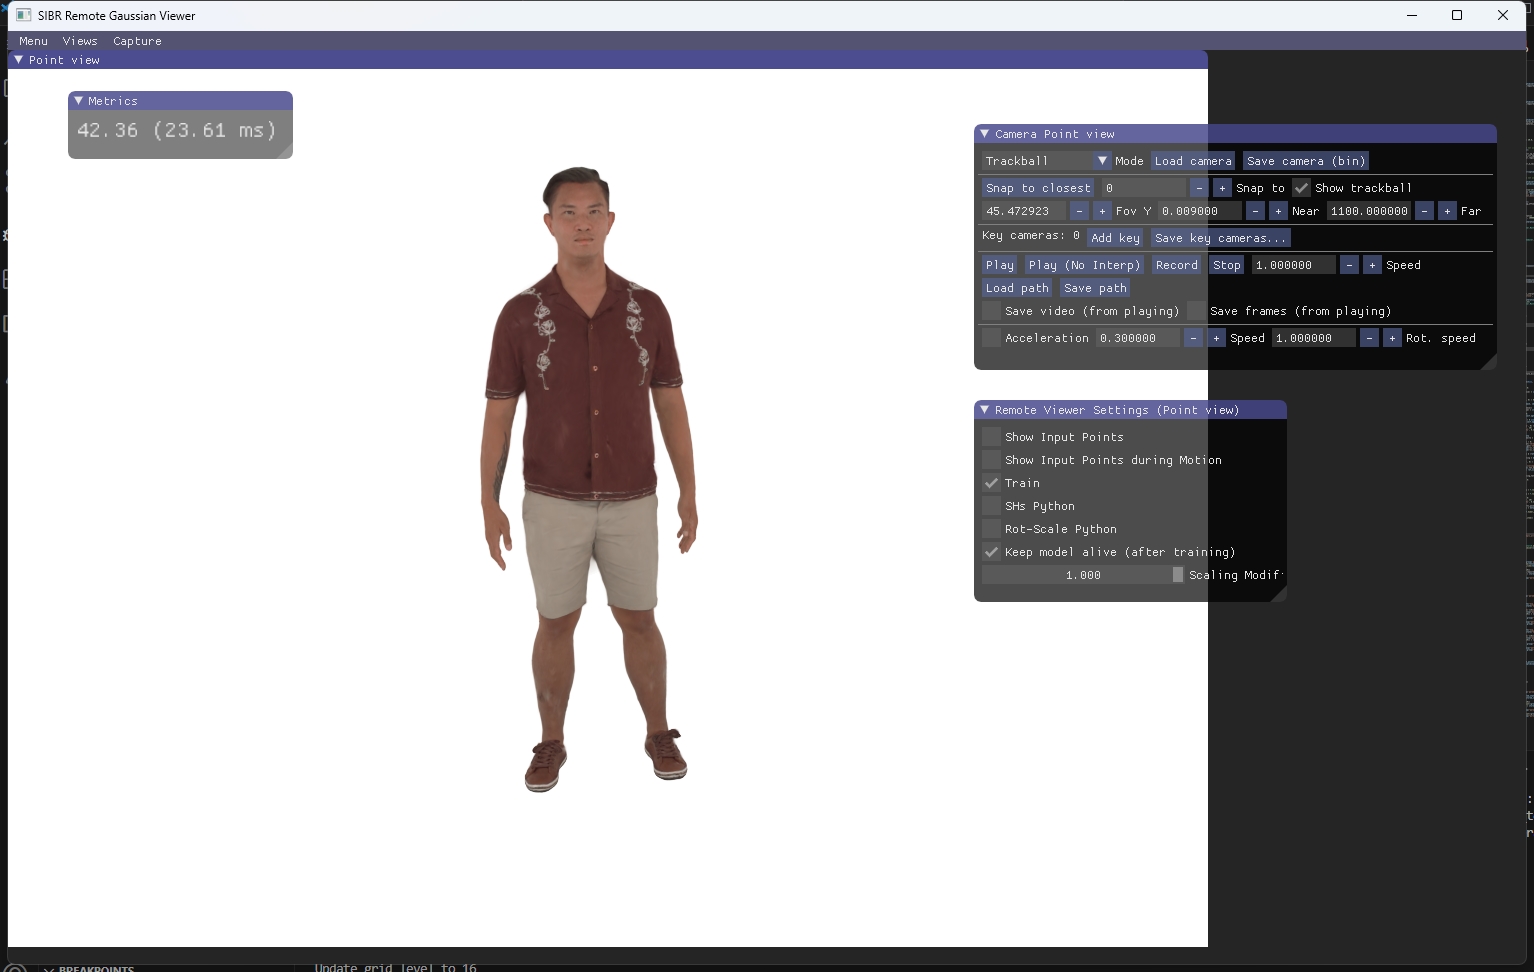 SIBR Remote Gaussian Viewer
Menu Views Capture
Point view
Metrics
42.36 (23.61 ms)
Camera Point view
Trackball Mode Load camera Save camera (bin)
Snap to closest 0 - + Snap to Show trackball
45.472923 - + Fov Y 0.009000 - + Near 1100.000000 - + Far
Key cameras: 0 Add key Save key cameras...
Play Play (No Interp) Record Stop 1.000000 - + Speed
Load path Save path
Save video (from playing) Save frames (from playing)
Acceleration 0.300000 - + Speed 1.000000 - + Rot. speed
Remote Viewer Settings (Point view)
Show Input Points
Show Input Points during Motion
Train
SHs Python
Rot-Scale Python
Keep model alive (after training)
1.000 Scaling Modif
BREAKPOINTS Update grid level to 16